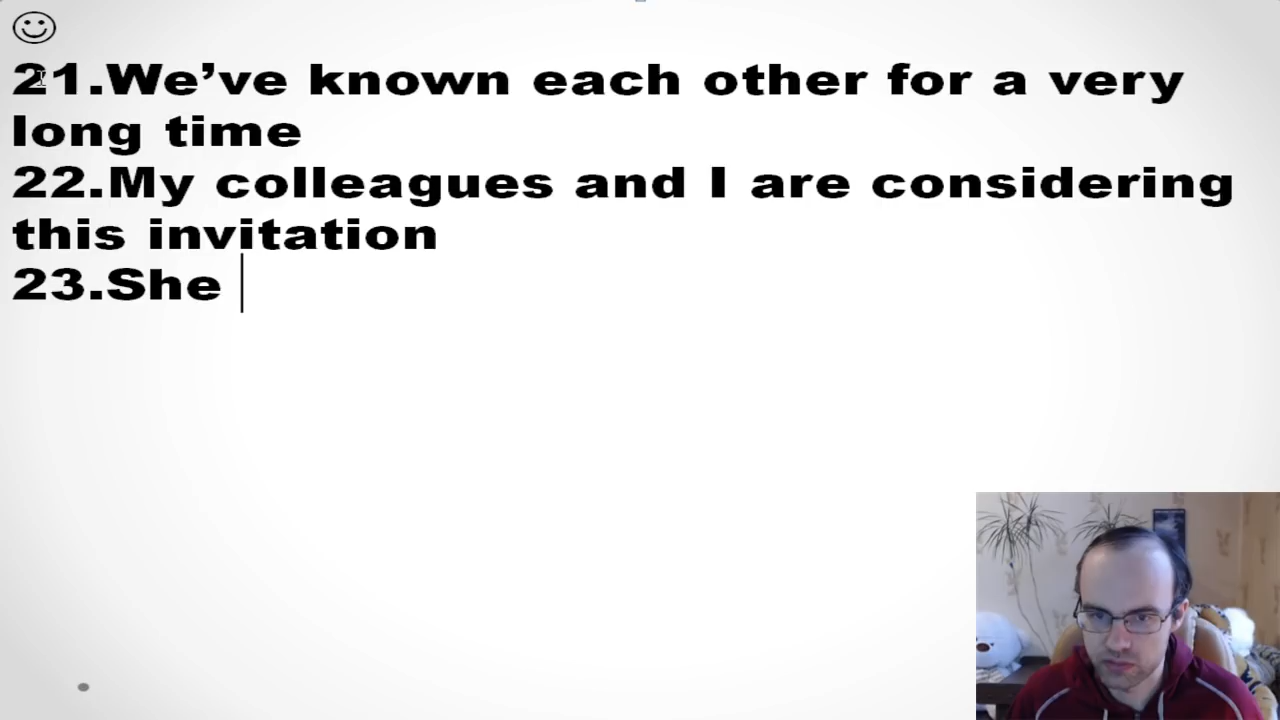 21.We’ve known each other for a very
long time
22.My colleagues and I are considering
this invitation
23.She